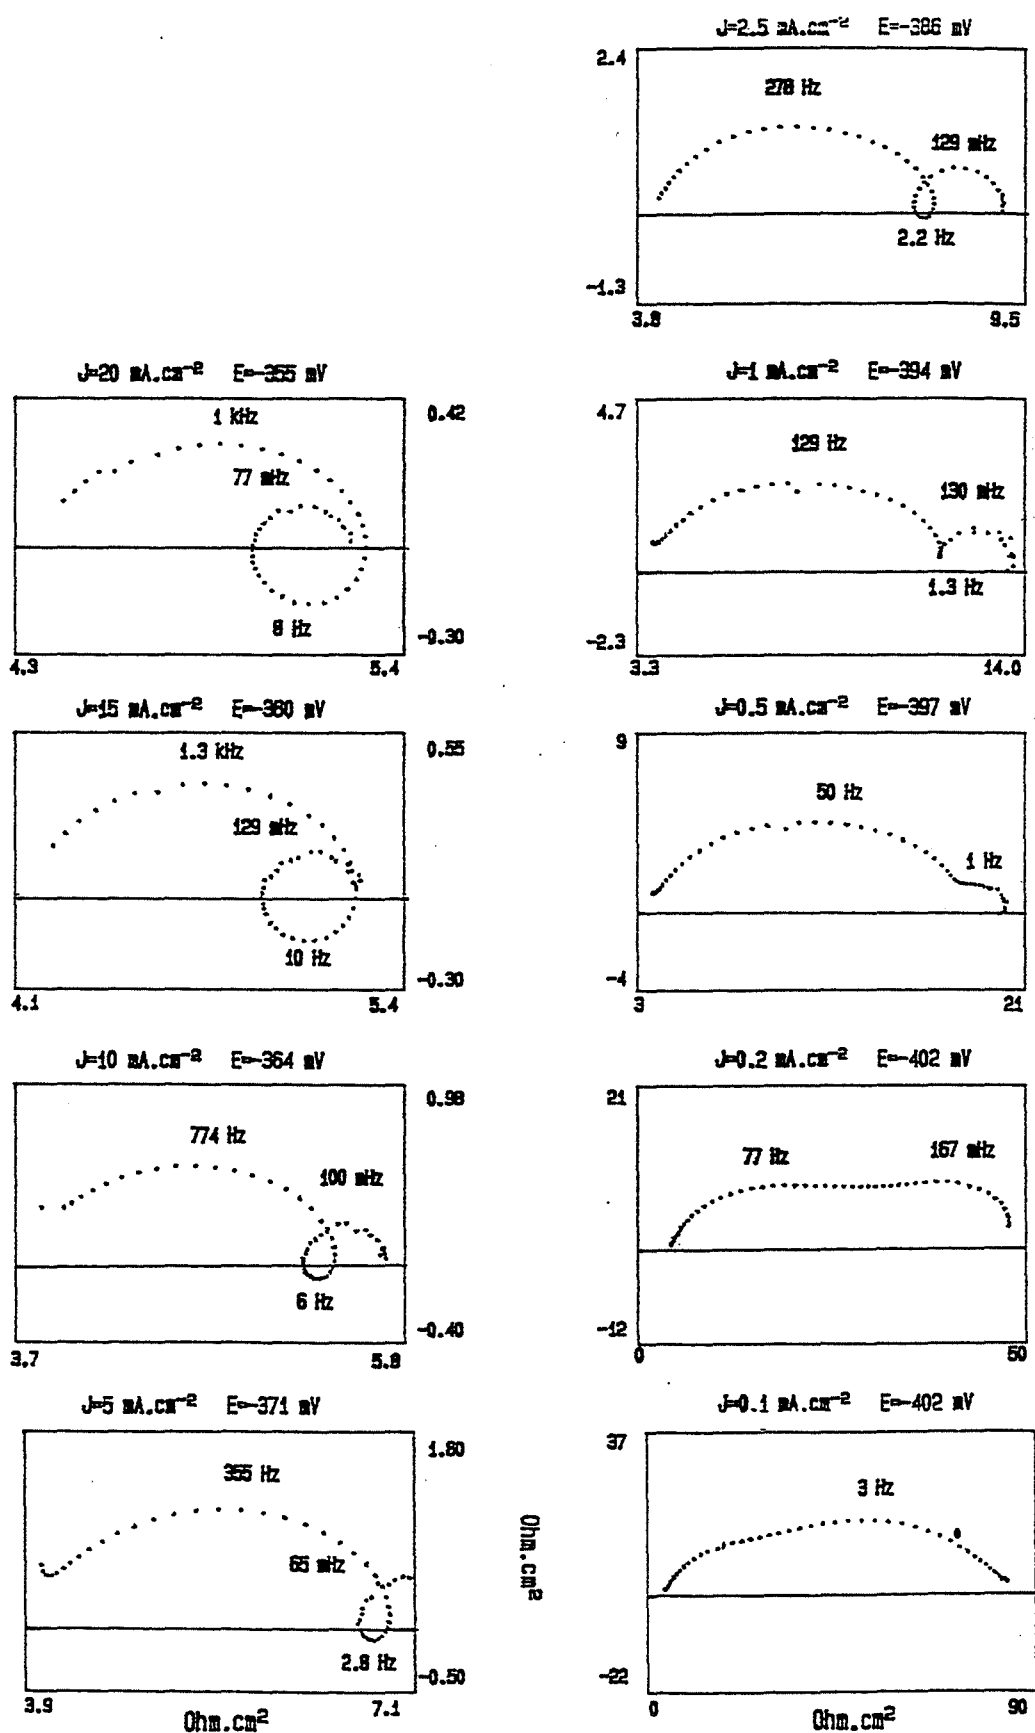 J=2.5 mA.cm-2 E=-386 mV
2.4
278 Hz
129 mHz
2.2 Hz
-1.3
3.8 9.5
J=20 mA.cm-2 E=-355 mV
1 kHz
0.42
77 mHz
8 Hz
-0.30
4.3 5.4
J=1 mA.cm-2 E=-394 mV
4.7
129 Hz
130 mHz
1.3 Hz
-2.3
3.3 14.0
J=15 mA.cm-2 E=-360 mV
1.3 kHz
0.55
129 mHz
10 Hz
-0.30
4.1 5.4
J=0.5 mA.cm-2 E=-397 mV
9
50 Hz
1 Hz
-4
3 21
J=10 mA.cm-2 E=-364 mV
0.98
774 Hz
100 mHz
6 Hz
-0.40
3.7 5.8
J=0.2 mA.cm-2 E=-402 mV
21
77 Hz
167 mHz
-12
0 50
J=5 mA.cm-2 E=-371 mV
1.80
355 Hz
65 mHz
2.8 Hz
-0.50
3.9 7.1
Ohm.cm2
J=0.1 mA.cm-2 E=-402 mV
37
3 Hz
Ohm.cm2
-22
0 90
Ohm.cm2